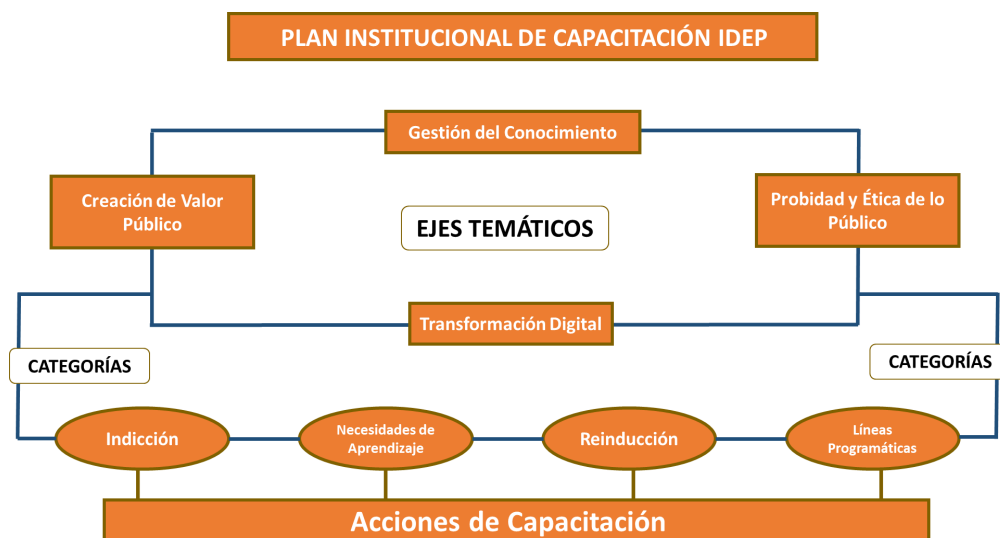 PLAN INSTITUCIONAL DE CAPACITACIÓN IDEP
Gestión del Conocimiento
Creación de Valor
Público
EJES TEMÁTICOS
Probidad y Ética de lo
Público
Transformación Digital
CATEGORÍAS
CATEGORÍAS
Indicción
Necesidades de
Aprendizaje
Reinducción
Líneas
Programáticas
Acciones de Capacitación